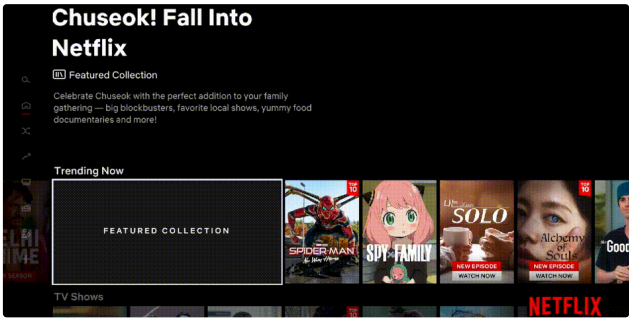 Chuseok! Fall Into
Netflix
Featured Collection
Celebrate Chuseok with the perfect addition to your family
gathering — big blockbusters, favorite local shows, yummy food
documentaries and more!
Trending Now
FEATURED COLLECTION
TOP
10
SPIDER-MAN
No Way Home
SPY×FAMILY
SOLO
NEW EPISODE
WATCH NOW
TOP
10
Alchemy
of
Souls
NEW EPISODE
WATCH NOW
"Good
TV Shows
NETFLIX